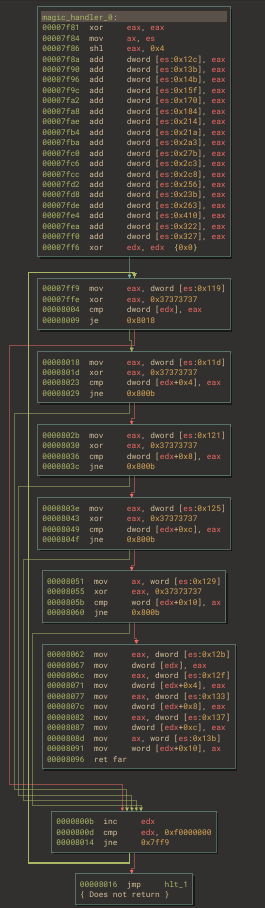 magic_handler_0:
00007f81 xor eax, eax
00007f84 mov ax, es
00007f86 shl eax, 0x4
00007f8a add dword [es:0x12c], eax
00007f90 add dword [es:0x13b], eax
00007f96 add dword [es:0x14b], eax
00007f9c add dword [es:0x15f], eax
00007fa2 add dword [es:0x170], eax
00007fa8 add dword [es:0x184], eax
00007fae add dword [es:0x214], eax
00007fb4 add dword [es:0x21a], eax
00007fba add dword [es:0x2a3], eax
00007fc0 add dword [es:0x27b], eax
00007fc6 add dword [es:0x2c3], eax
00007fcc add dword [es:0x2c8], eax
00007fd2 add dword [es:0x256], eax
00007fd8 add dword [es:0x23b], eax
00007fde add dword [es:0x263], eax
00007fe4 add dword [es:0x410], eax
00007fea add dword [es:0x322], eax
00007ff0 add dword [es:0x327], eax
00007ff6 xor edx, edx {0x0}
00007ff9 mov eax, dword [es:0x119]
00007ffe xor eax, 0x37373737
00008004 cmp dword [edx], eax
00008009 je 0x8018
00008018 mov eax, dword [es:0x11d]
0000801d xor eax, 0x37373737
00008023 cmp dword [edx+0x4], eax
00008029 jne 0x800b
0000802b mov eax, dword [es:0x121]
00008030 xor eax, 0x37373737
00008036 cmp dword [edx+0x8], eax
0000803c jne 0x800b
0000803e mov eax, dword [es:0x125]
00008043 xor eax, 0x37373737
00008049 cmp dword [edx+0xc], eax
0000804f jne 0x800b
00008051 mov ax, word [es:0x129]
00008055 xor eax, 0x37373737
0000805b cmp word [edx+0x10], ax
00008060 jne 0x800b
00008062 mov eax, dword [es:0x12b]
00008067 mov dword [edx], eax
0000806c mov eax, dword [es:0x12f]
00008071 mov dword [edx+0x4], eax
00008077 mov eax, dword [es:0x133]
0000807c mov dword [edx+0x8], eax
00008082 mov eax, dword [es:0x137]
00008087 mov dword [edx+0xc], eax
0000808d mov ax, word [es:0x13b]
00008091 mov word [edx+0x10], ax
00008096 ret far
0000800b inc edx
0000800d cmp edx, 0xf0000000
00008014 jne 0x7ff9
00008016 jmp hlt_1
{ Does not return }